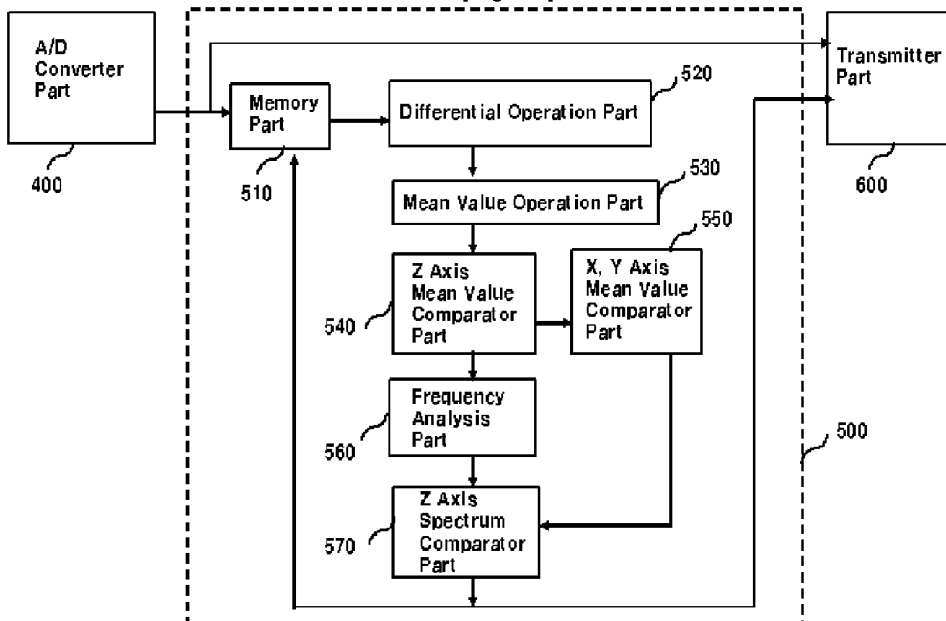 A/D
Converter
Part
400
Memory
Part
510
Differential Operation Part
520
Transmitter
Part
600
Mean Value Operation Part
530
Z Axis
Mean Value
Comparator
Part
540
X, Y Axis
Mean Value
Comparator
Part
550
Frequency
Analysis
Part
560
500
Z Axis
Spectrum
Comparator
Part
570